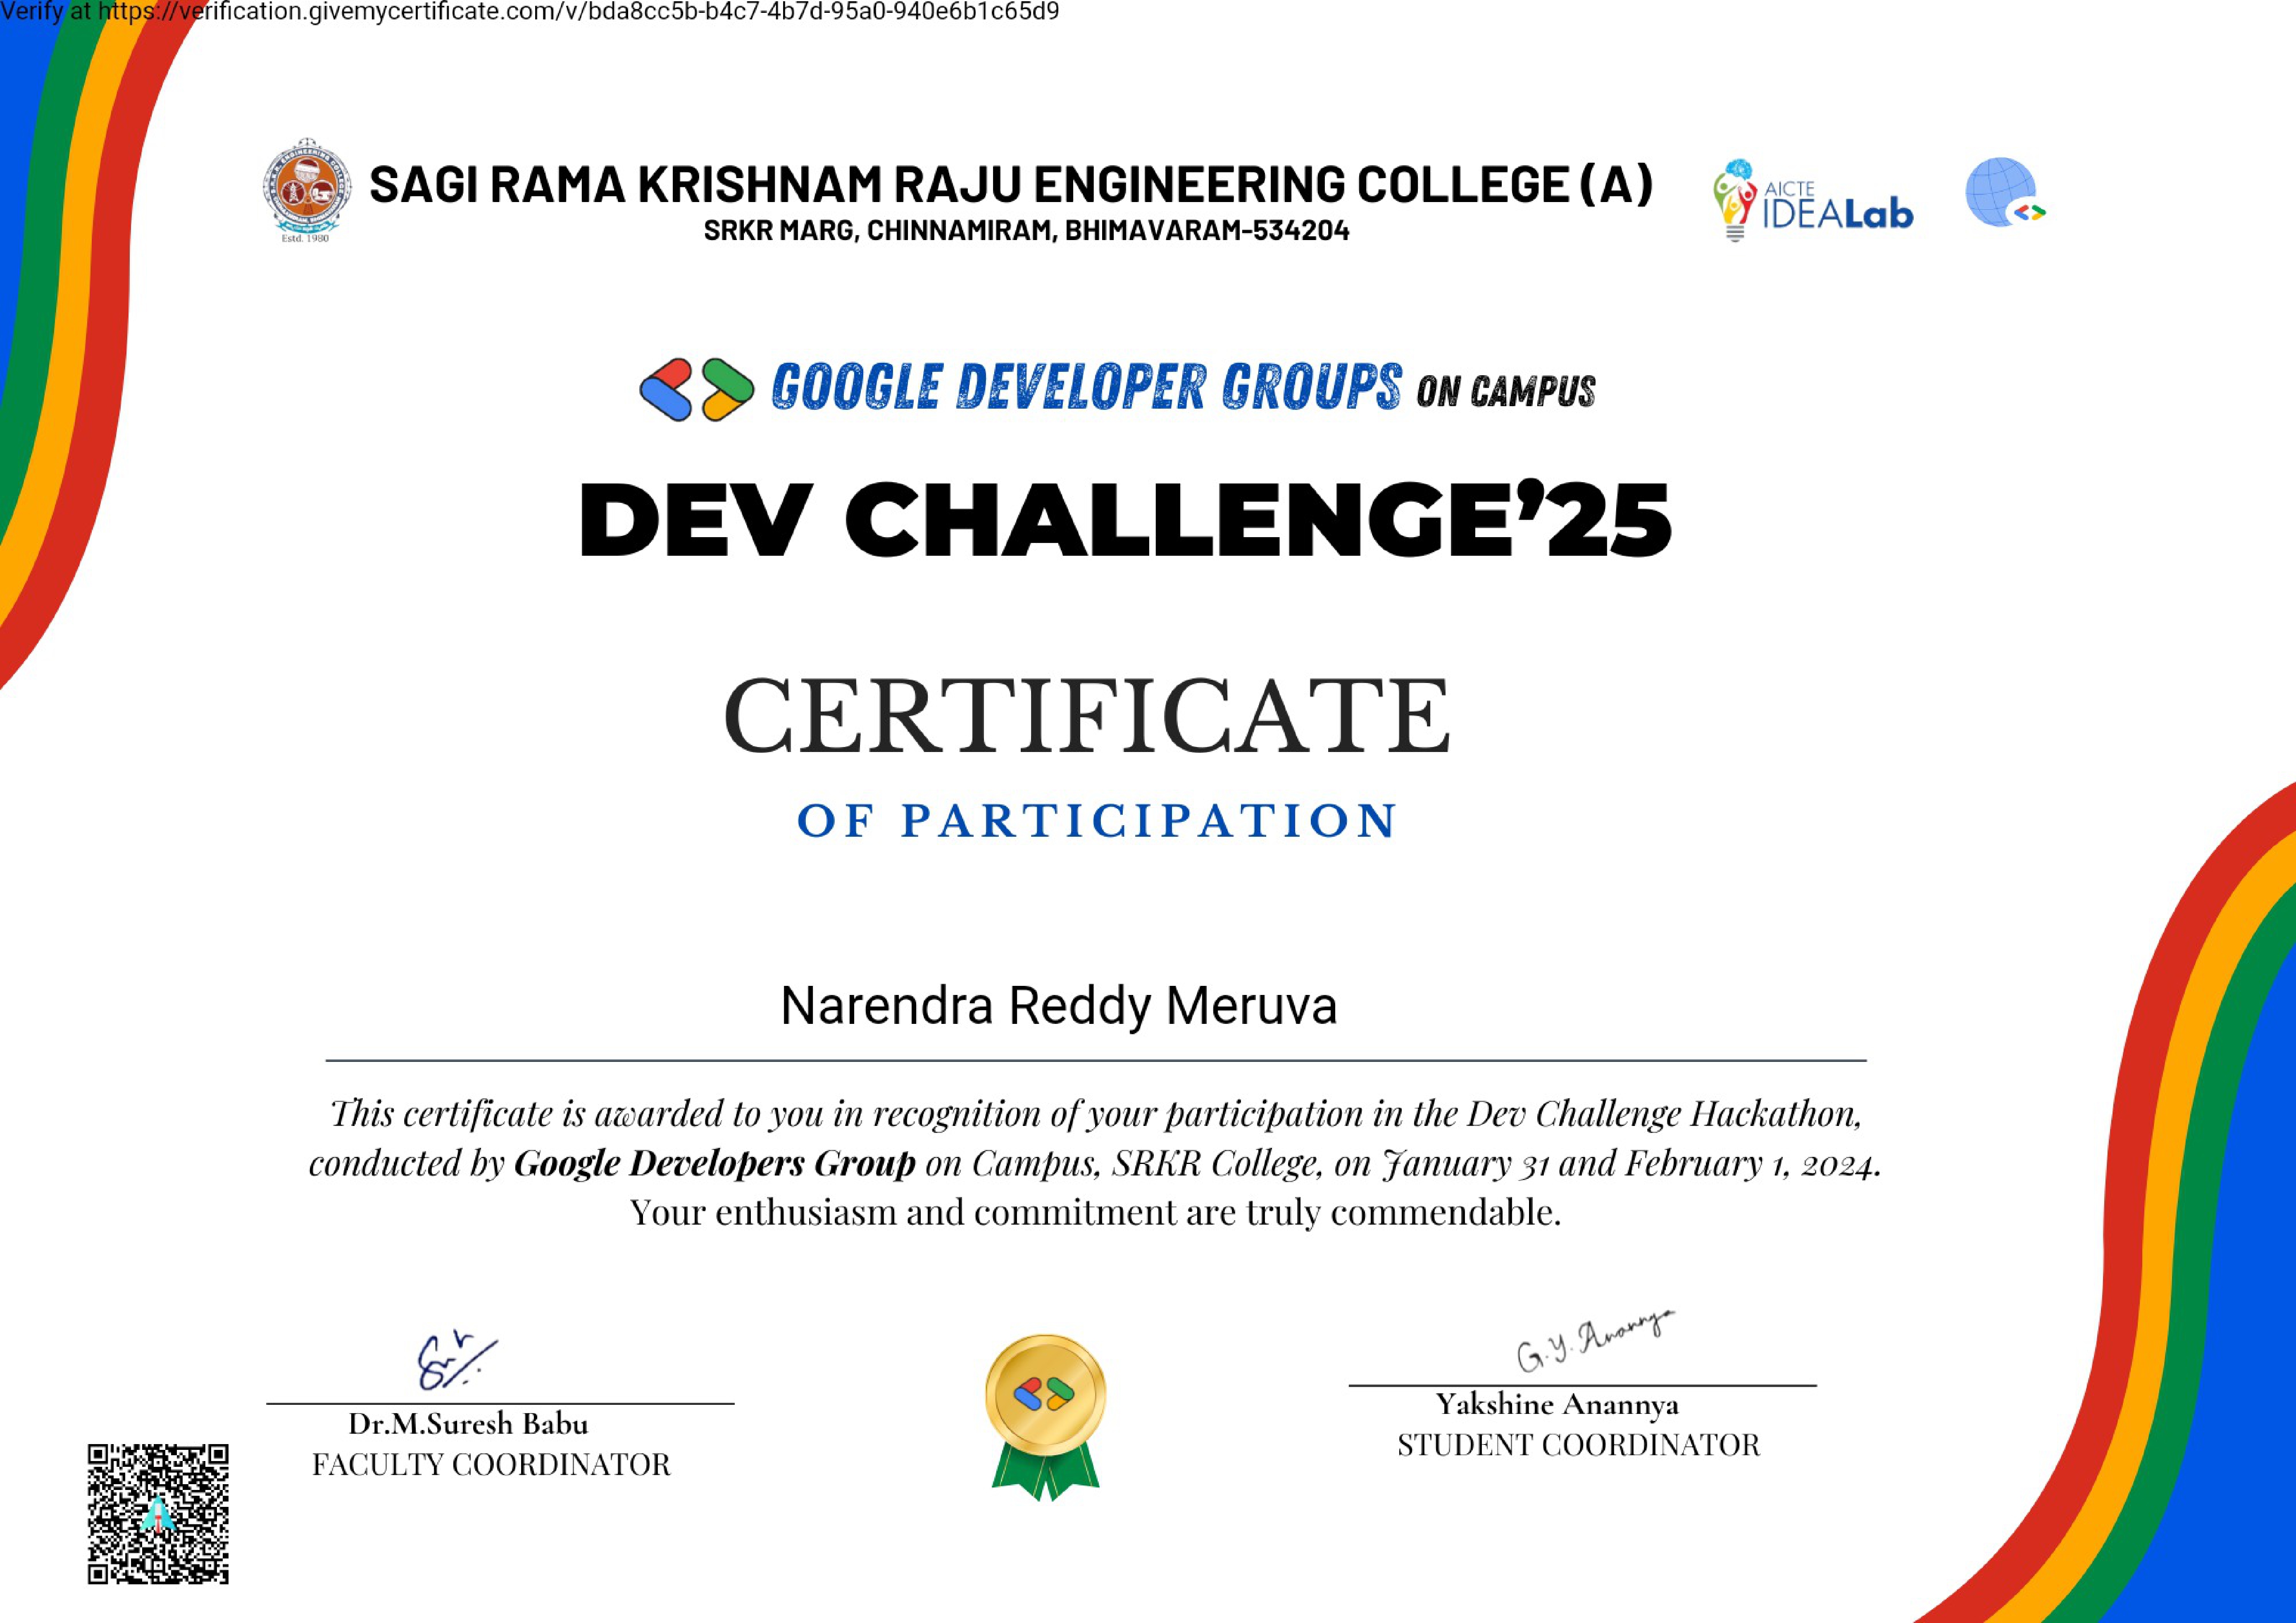 Verify at https://verification.givemycertificate.com/v/bda8cc5b-b4c7-4b7d-95a0-940e6b1c65d9
SAGI RAMA KRISHNAM RAJU ENGINEERING COLLEGE (A)
SRKR MARG, CHINNAMIRAM, BHIMAVARAM-534204
Estd. 1980
AICTE
IDEALab
GOOGLE DEVELOPER GROUPS ON CAMPUS
DEV CHALLENGE’25
CERTIFICATE
OF PARTICIPATION
Narendra Reddy Meruva
This certificate is awarded to you in recognition of your participation in the Dev Challenge Hackathon,
conducted by Google Developers Group on Campus, SRKR College, on January 31 and February 1, 2024.
Your enthusiasm and commitment are truly commendable.
Dr.M.Suresh Babu
FACULTY COORDINATOR
G.Y. Anannya
Yakshine Anannya
STUDENT COORDINATOR